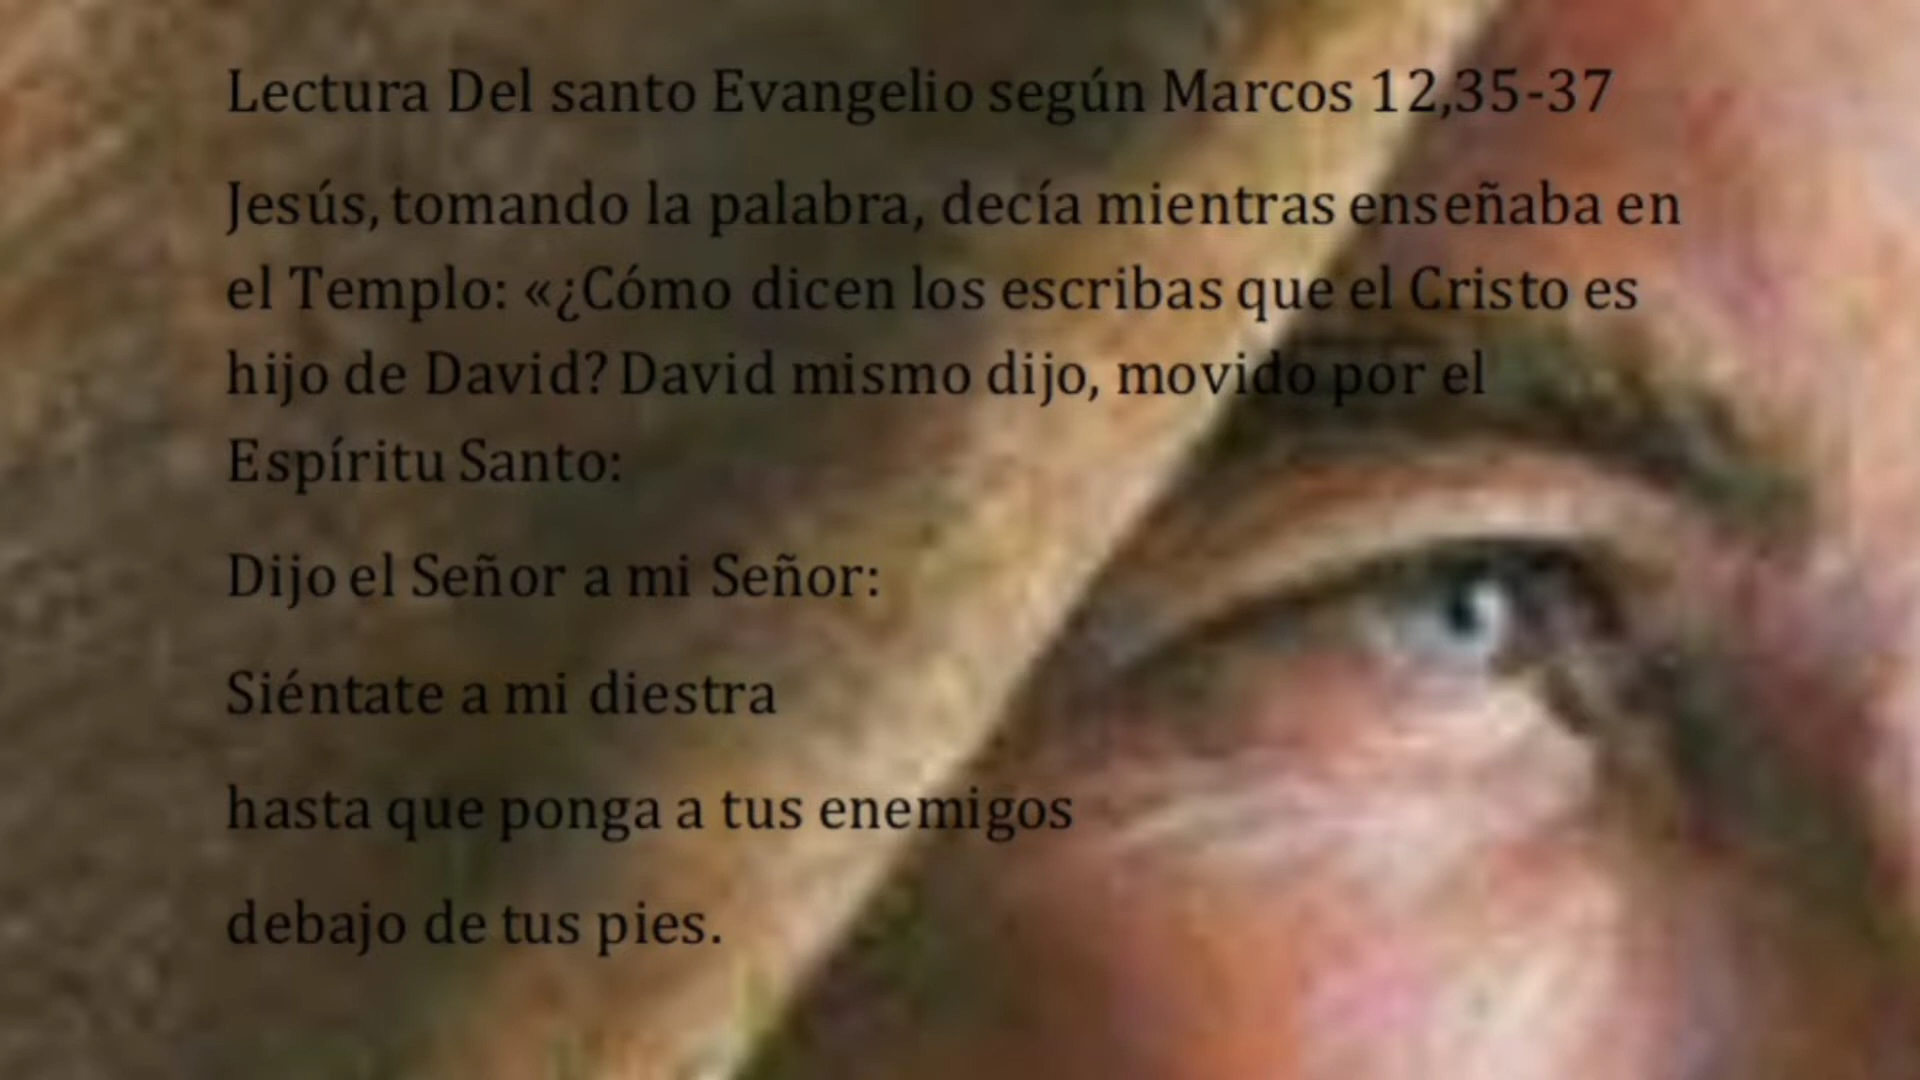 Lectura Del santo Evangelio según Marcos 12,35-37
Jesús, tomando la palabra, decía mientras enseñaba en
el Templo: «¿Cómo dicen los escribas que el Cristo es
hijo de David? David mismo dijo, movido por el
Espíritu Santo:
Dijo el Señor a mi Señor:
Siéntate a mi diestra
hasta que ponga a tus enemigos
debajo de tus pies.